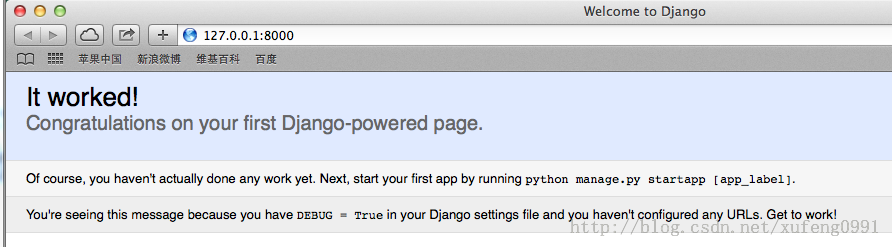 Welcome to Django
127.0.0.1:8000
苹果中国 新浪微博 维基百科 百度
It worked!
Congratulations on your first Django-powered page.
Of course, you haven't actually done any work yet. Next, start your first app by running python manage.py startapp [app_label].
You're seeing this message because you have DEBUG = True in your Django settings file and you haven't configured any URLs. Get to work!
http://blog.csdn.net/xufeng0991